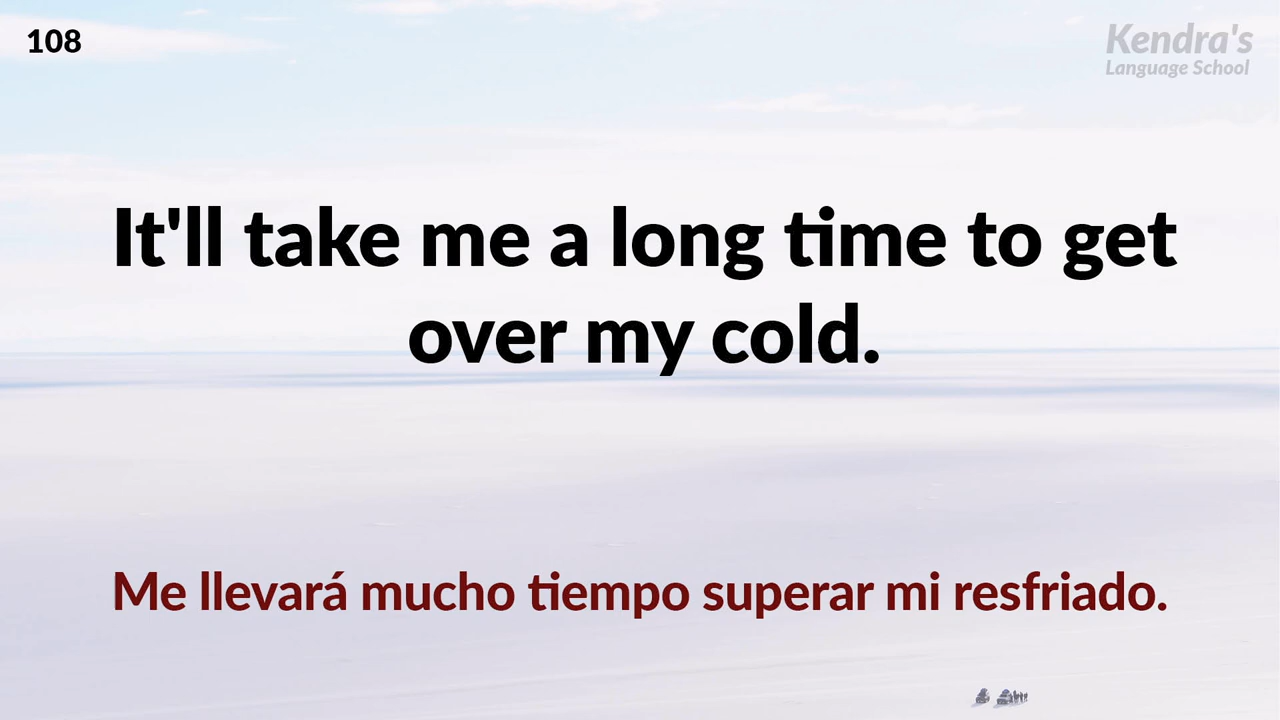 108
Kendra's
Language School
It'll take me a long time to get
over my cold.
Me llevará mucho tiempo superar mi resfriado.